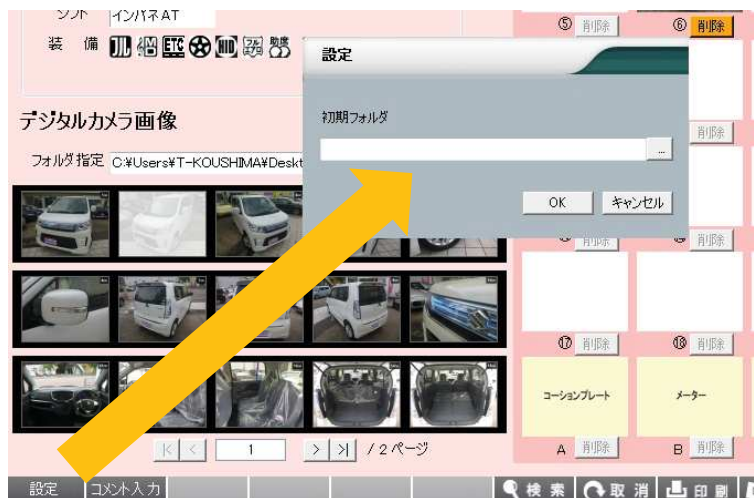 シフト インパネAT
装 備 ETC HID 助席
⑤ 削除 ⑥ 削除
設定
初期フォルダ
...
OK キャンセル
デジタルカメラ画像
フォルダ指定 C:¥Users¥T-KOUSHIMA¥Deskt
削除
削除 削除
⑰ 削除 ⑱ 削除
コーションプレート メーター
A 削除 B 削除
|< < 1 > >| / 2 ページ
設定 コメント入力 検 索 取 消 印 刷